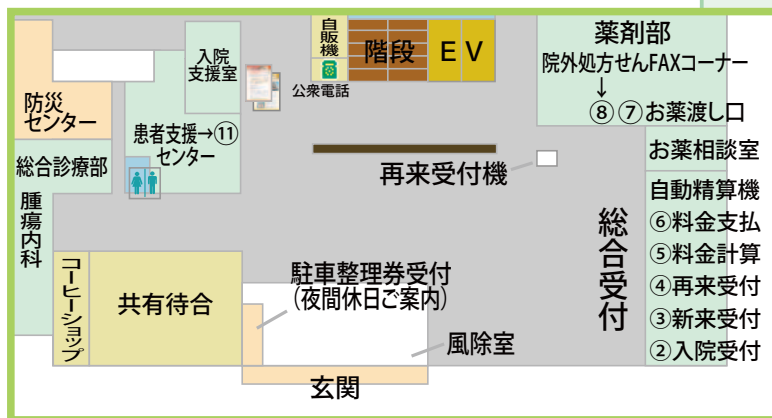 自販機
階段
EV
公衆電話
薬剤部
院外処方せんFAXコーナー
↓
⑧⑦お薬渡し口
お薬相談室
入院
支援室
防災
センター
患者支援→⑪
センター
総合診療部
腫瘍内科
再来受付機
総合受付
自動精算機
⑥料金支払
⑤料金計算
④再来受付
③新来受付
②入院受付
コーヒーショップ
共有待合
駐車整理券受付
(夜間休日ご案内)
風除室
玄関